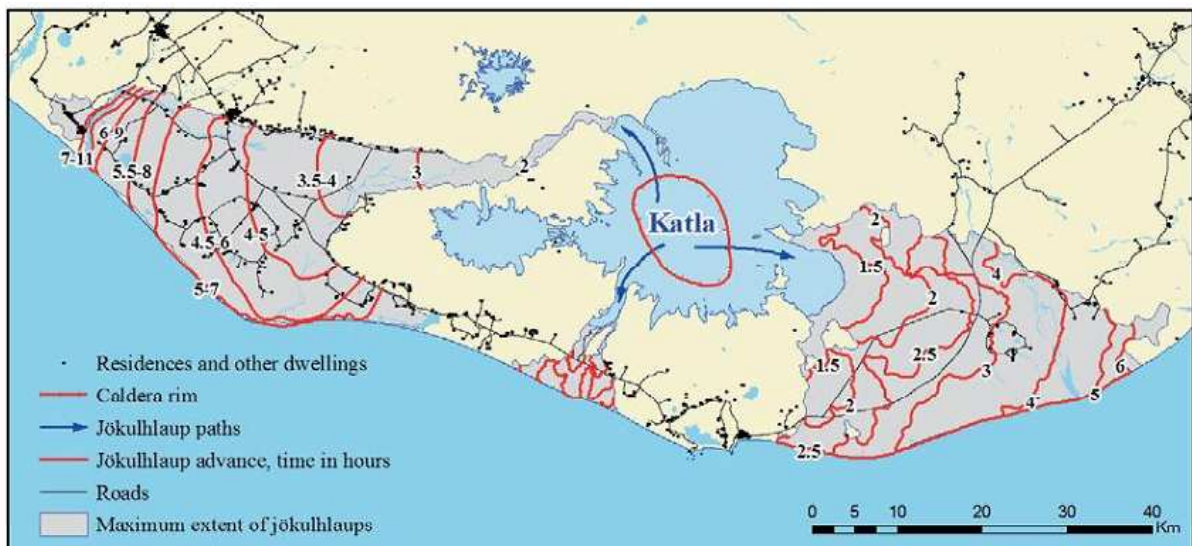 6-9
7-11
5.5-8
3.5-4
3
2
4.5 6
4-5
5-7
Katla
2
1.5
4
2
2.5
3
1.5
2
6
5
4
2.5
Residences and other dwellings
Caldera rim
Jökulhlaup paths
Jökulhlaup advance, time in hours
Roads
Maximum extent of jökulhlaups
0 5 10 20 30 40
Km